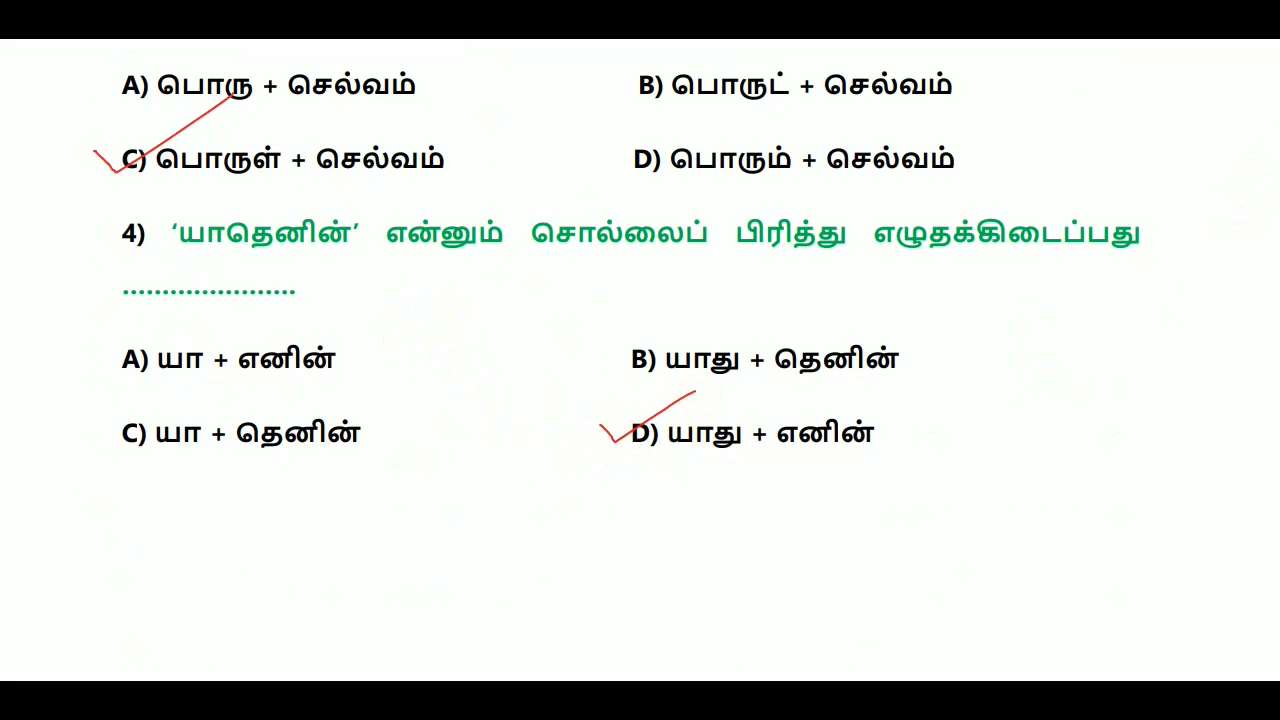 A) பொரு + செல்வம் B) பொருட் + செல்வம்
C) பொருள் + செல்வம் D) பொரும் + செல்வம்
4) ‘யாதெனின்’ என்னும் சொல்லைப் பிரித்து எழுதக்கிடைப்பது
......................
A) யா + எனின் B) யாது + தெனின்
C) யா + தெனின் D) யாது + எனின்